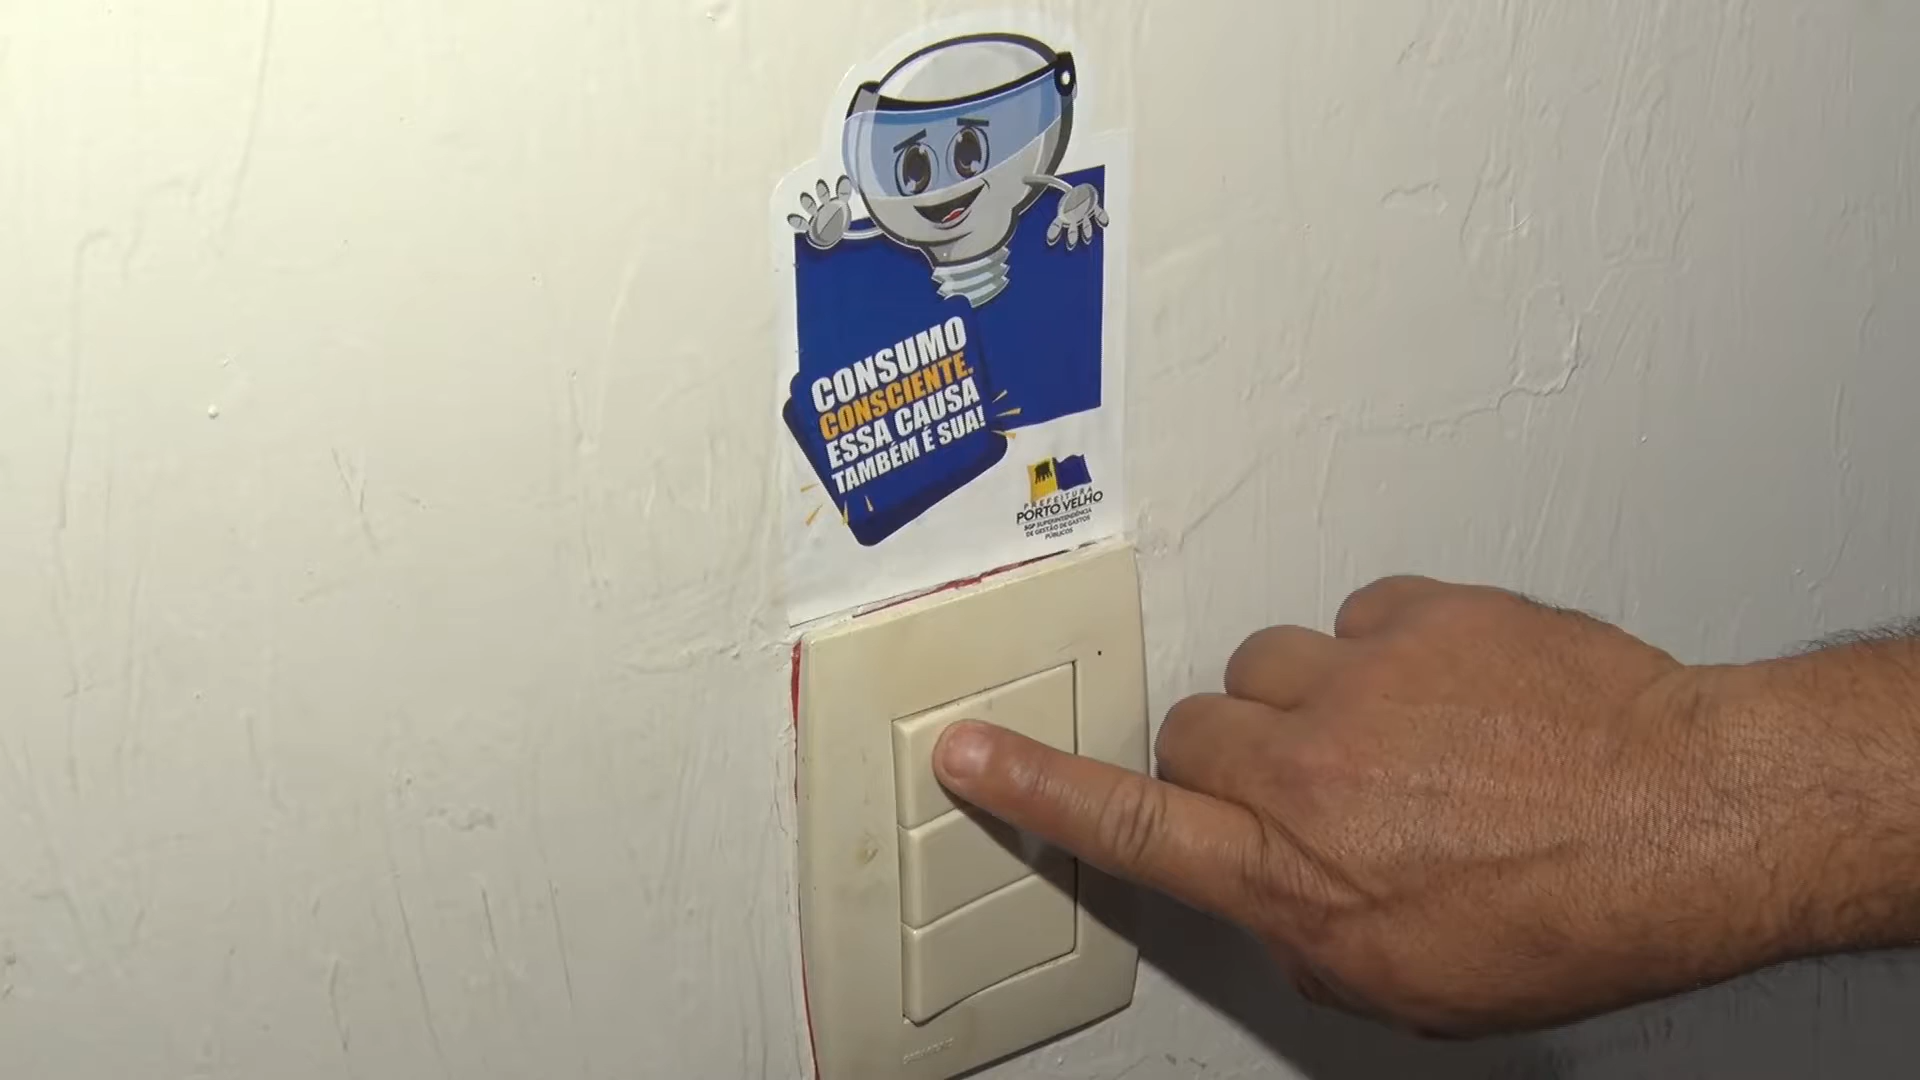 CONSUMO
CONSCIENTE.
ESSA CAUSA
TAMBÉM É SUA!
PREFEITURA
PORTO VELHO
SGP SUPERINTENDÊNCIA
DE GESTÃO DE GASTOS
PÚBLICOS